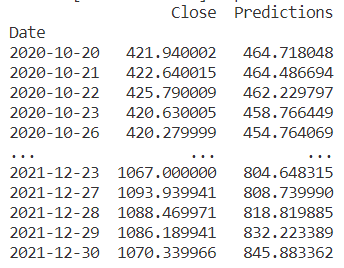 Close Predictions
Date
2020-10-20 421.940002 464.718048
2020-10-21 422.640015 464.486694
2020-10-22 425.790009 462.229797
2020-10-23 420.630005 458.766449
2020-10-26 420.279999 454.764069
... ... ...
2021-12-23 1067.000000 804.648315
2021-12-27 1093.939941 808.739990
2021-12-28 1088.469971 818.819885
2021-12-29 1086.189941 832.223389
2021-12-30 1070.339966 845.883362